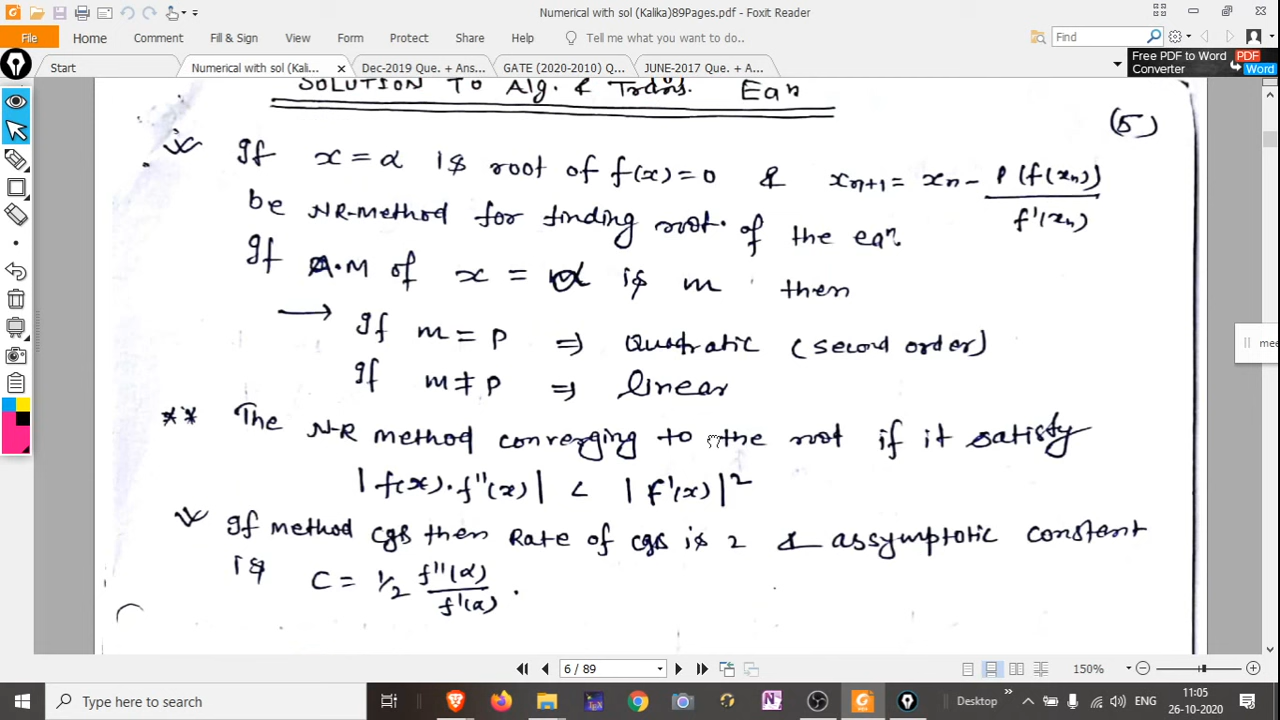 Numerical with sol (Kalika)89Pages.pdf - Foxit Reader
File Home Comment Fill & Sign View Form Protect Share Help Tell me what you want to do.. Find
Start Numerical with sol (Kali... x Dec-2019 Que. + Ans... GATE (2020-2010) Q... JUNE-2017 Que. + A...
Free PDF to Word Converter PDF Word
SOLUTION TO Alg. & Trans. Eqn
(5)
If x = α is root of f(x)=0 & xn+1 = xn - P(f(xn)) / f'(xn)
be NR-Method for finding root of the eqn
If A.M of x = α is m then
→ If m = P ⇒ Quadratic (second order)
If m ≠ P ⇒ linear
** The N-R method converging to the root if it satisfy
|f(x).f''(x)| < |f'(x)|²
If method cgs then Rate of cgs is 2 & assymptotic constant
is C = 1/2 f''(α) / f'(α) .
mee
6 / 89 150%
Type here to search Desktop ENG 11:05
26-10-2020